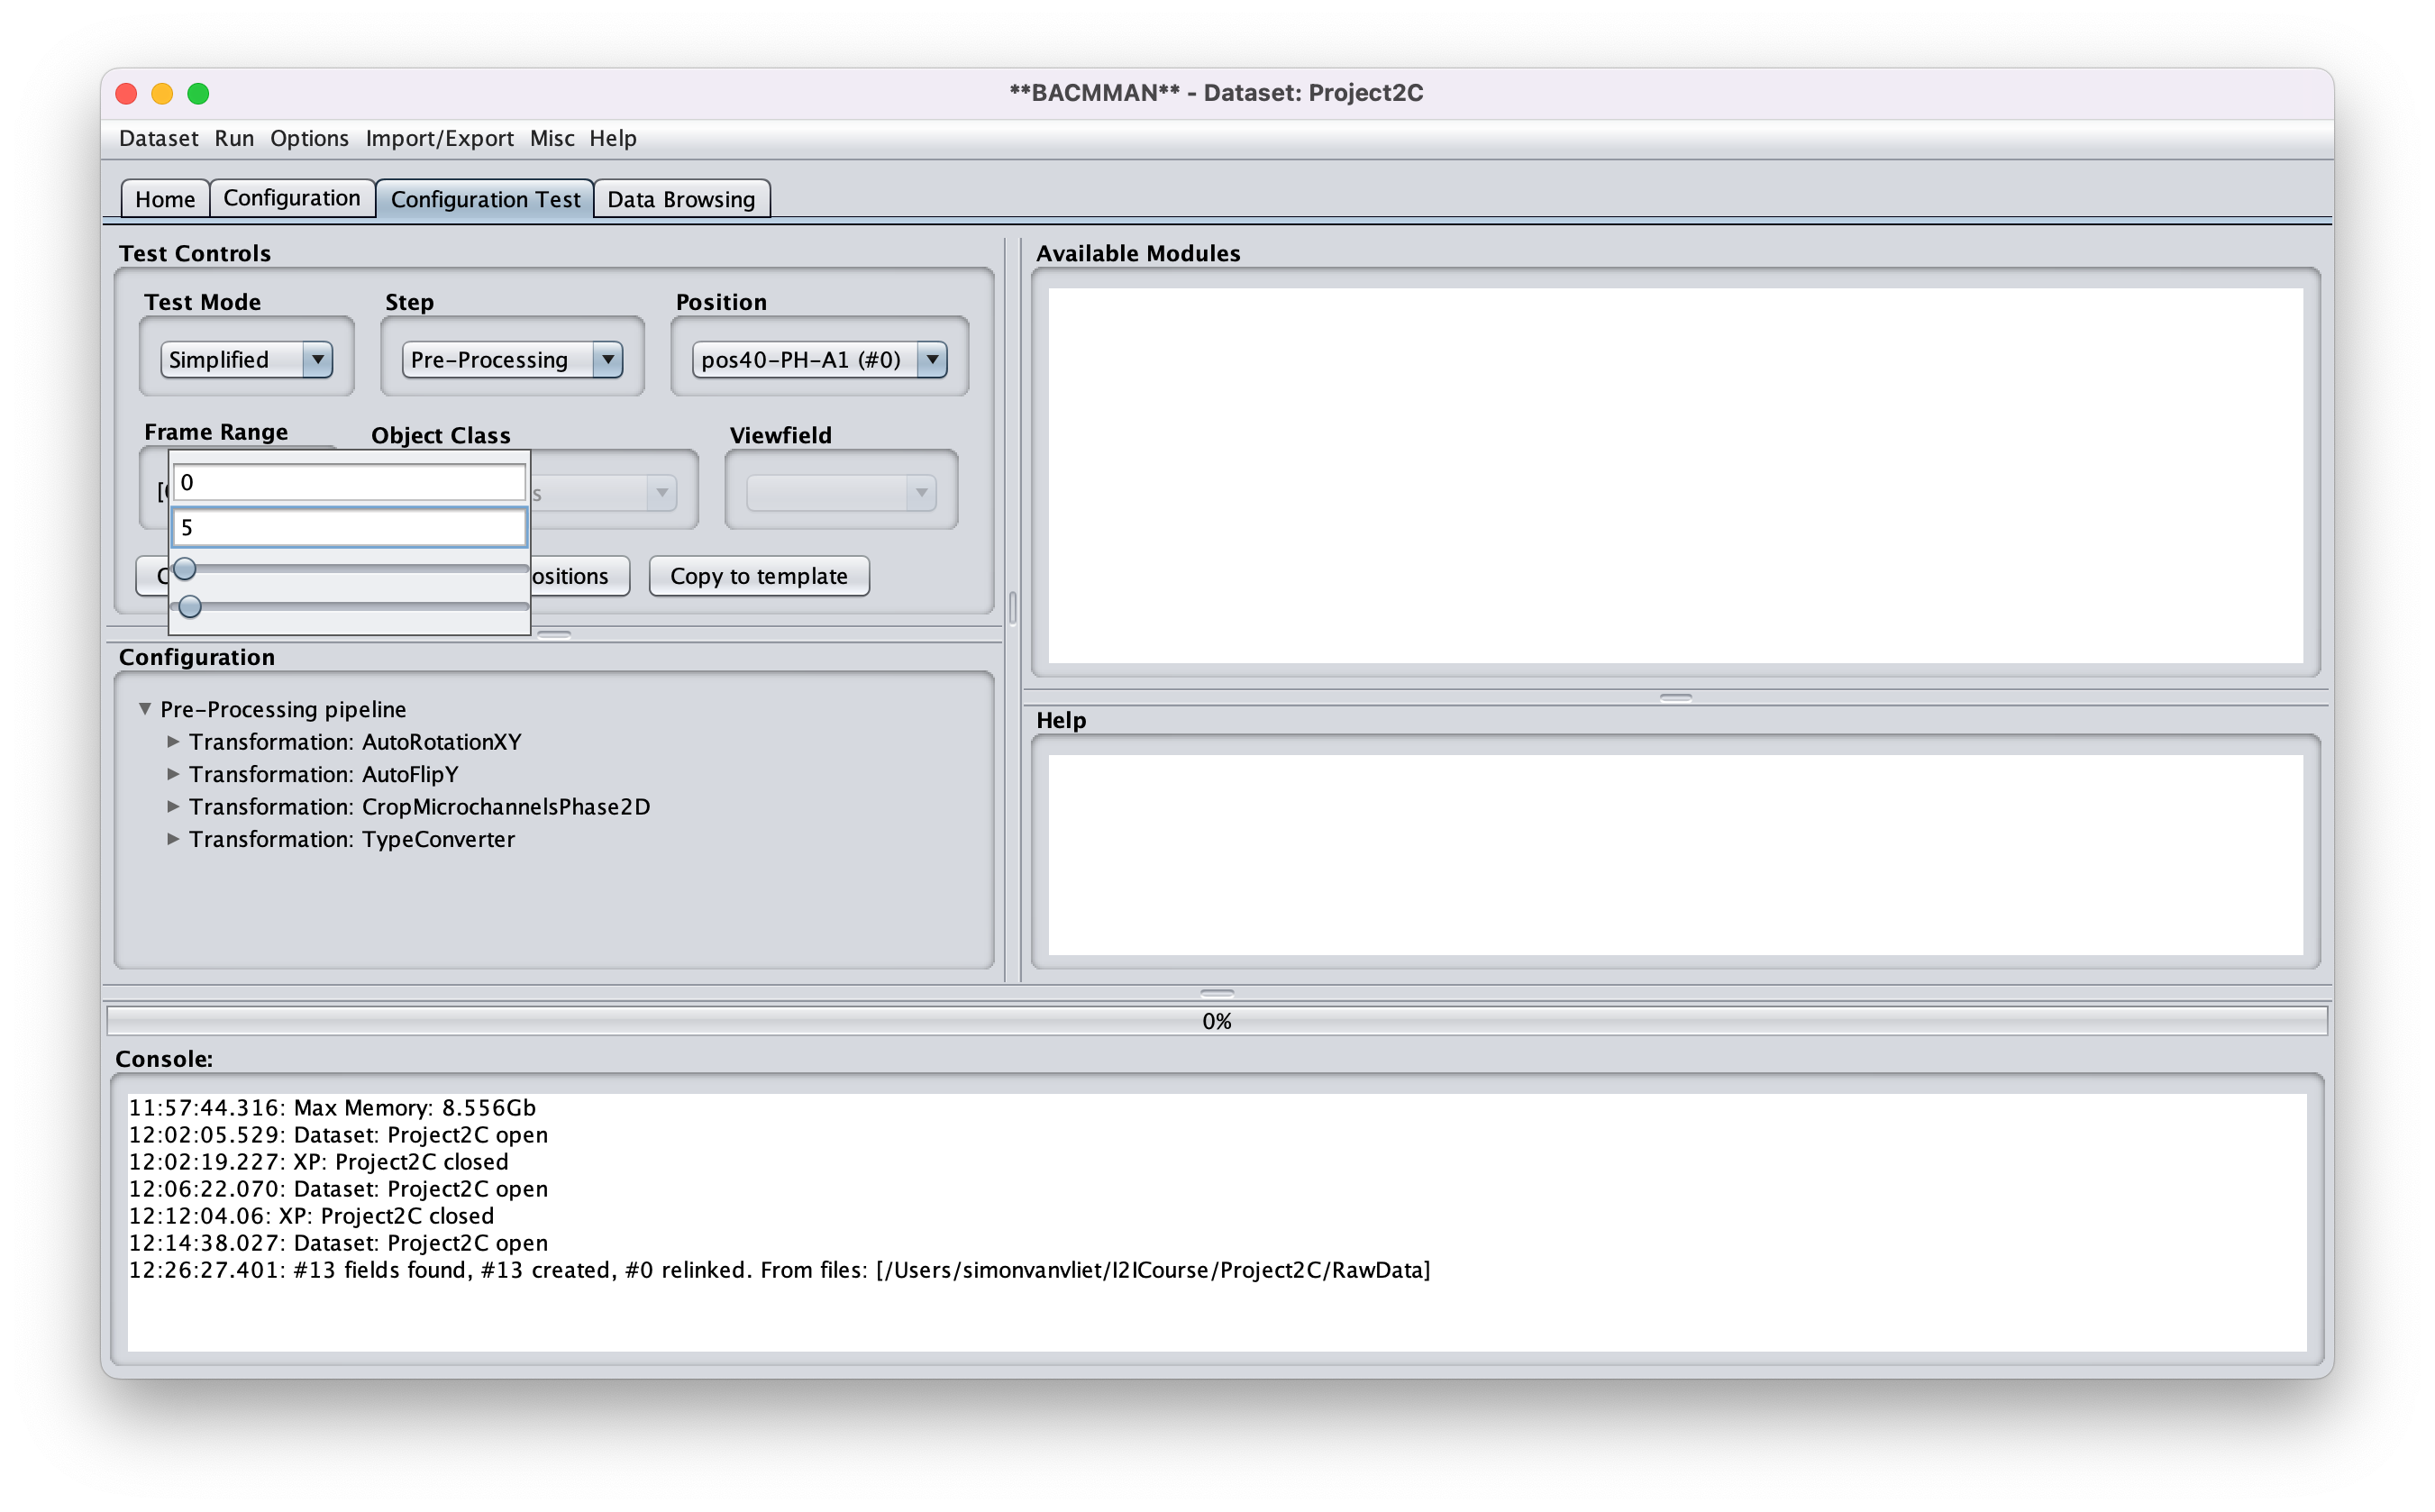 **BACMMAN** - Dataset: Project2C
Dataset Run Options Import/Export Misc Help
Home Configuration Configuration Test Data Browsing
Test Controls
Test Mode Step Position
Simplified Pre-Processing pos40-PH-A1 (#0)
Frame Range Object Class Viewfield
0
5
ositions Copy to template
Configuration
Pre-Processing pipeline
Transformation: AutoRotationXY
Transformation: AutoFlipY
Transformation: CropMicrochannelsPhase2D
Transformation: TypeConverter
Available Modules
Help
0%
Console:
11:57:44.316: Max Memory: 8.556Gb
12:02:05.529: Dataset: Project2C open
12:02:19.227: XP: Project2C closed
12:06:22.070: Dataset: Project2C open
12:12:04.06: XP: Project2C closed
12:14:38.027: Dataset: Project2C open
12:26:27.401: #13 fields found, #13 created, #0 relinked. From files: [/Users/simonvanvliet/I2ICourse/Project2C/RawData]